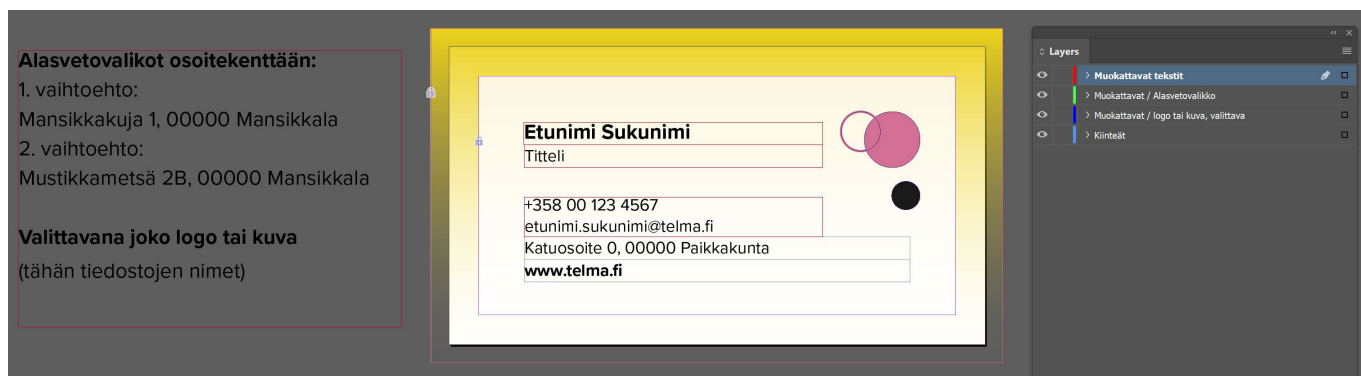 Alasvetovalikot osoitekenttään:
1. vaihtoehto:
Mansikkakuja 1, 00000 Mansikkala
2. vaihtoehto:
Mustikkametsä 2B, 00000 Mansikkala
Valittavana joko logo tai kuva
(tähän tiedostojen nimet)
Etunimi Sukunimi
Titteli
+358 00 123 4567
etunimi.sukunimi@telma.fi
Katuosoite 0, 00000 Paikkakunta
www.telma.fi
Layers
Muokattavat tekstit
Muokattavat / Alasvetovalikko
Muokattavat / logo tai kuva, valittava
Kiinteät